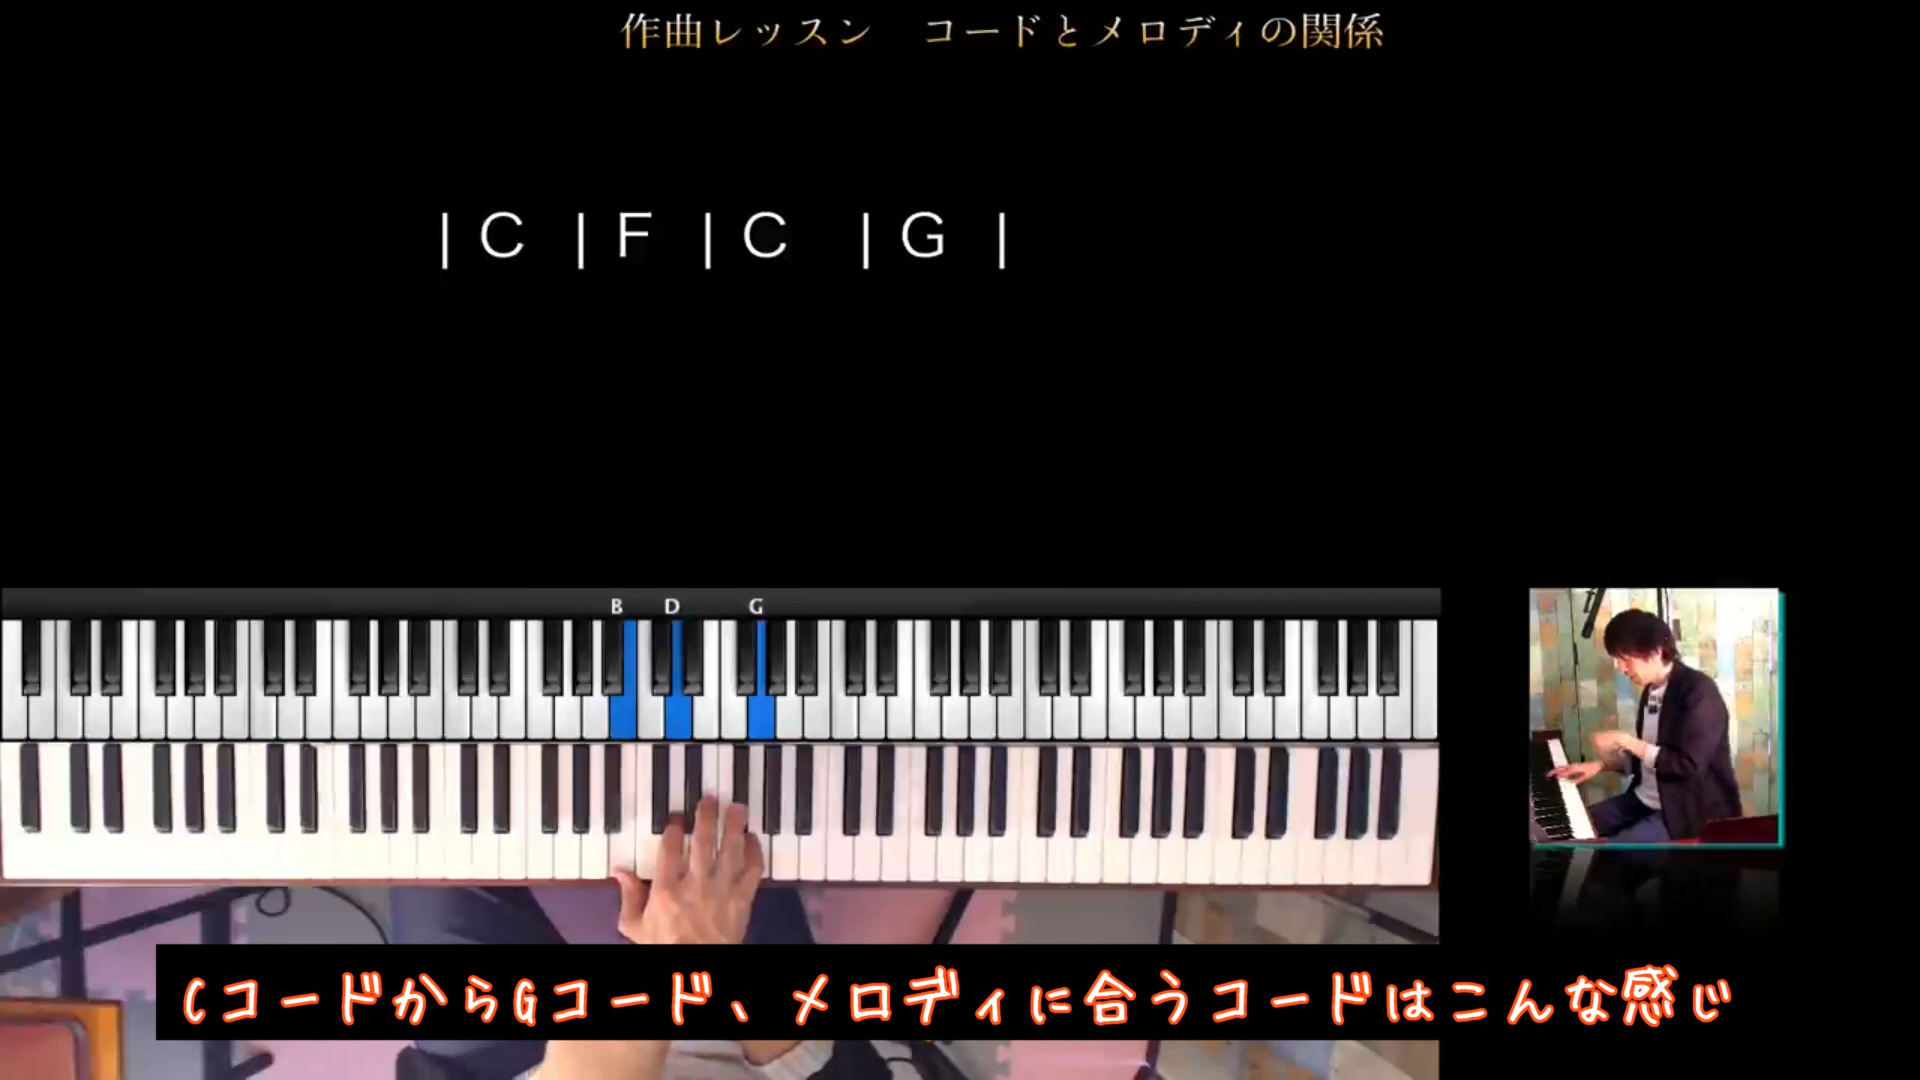 作曲レッスン　コードとメロディの関係
| C | F | C | G |
B D G
CコードからGコード、メロディに合うコードはこんな感じ